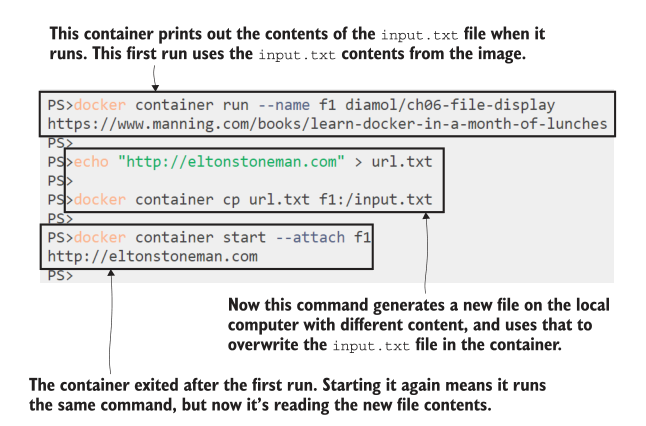 This container prints out the contents of the input.txt file when it
runs. This first run uses the input.txt contents from the image.
PS>docker container run --name f1 diamol/ch06-file-display
https://www.manning.com/books/learn-docker-in-a-month-of-lunches
PS>
PS>echo "http://eltonstoneman.com" > url.txt
PS>
PS>docker container cp url.txt f1:/input.txt
PS>
PS>docker container start --attach f1
http://eltonstoneman.com
PS>
Now this command generates a new file on the local
computer with different content, and uses that to
overwrite the input.txt file in the container.
The container exited after the first run. Starting it again means it runs
the same command, but now it's reading the new file contents.